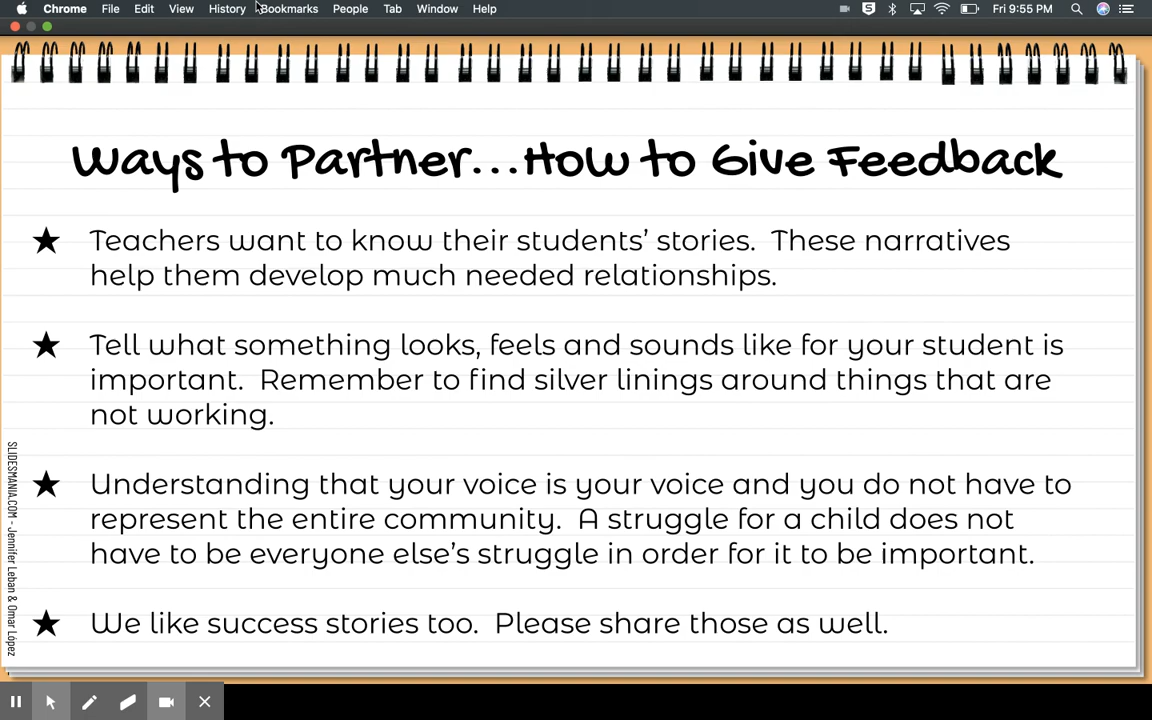 Chrome File Edit View History Bookmarks People Tab Window Help Fri 9:55 PM
Ways to Partner...How to Give Feedback
★ Teachers want to know their students’ stories. These narratives
help them develop much needed relationships.
★ Tell what something looks, feels and sounds like for your student is
important. Remember to find silver linings around things that are
not working.
★ Understanding that your voice is your voice and you do not have to
represent the entire community. A struggle for a child does not
have to be everyone else’s struggle in order for it to be important.
★ We like success stories too. Please share those as well.
SLIDESMANIA.COM - Jennifer Leban & Omar López